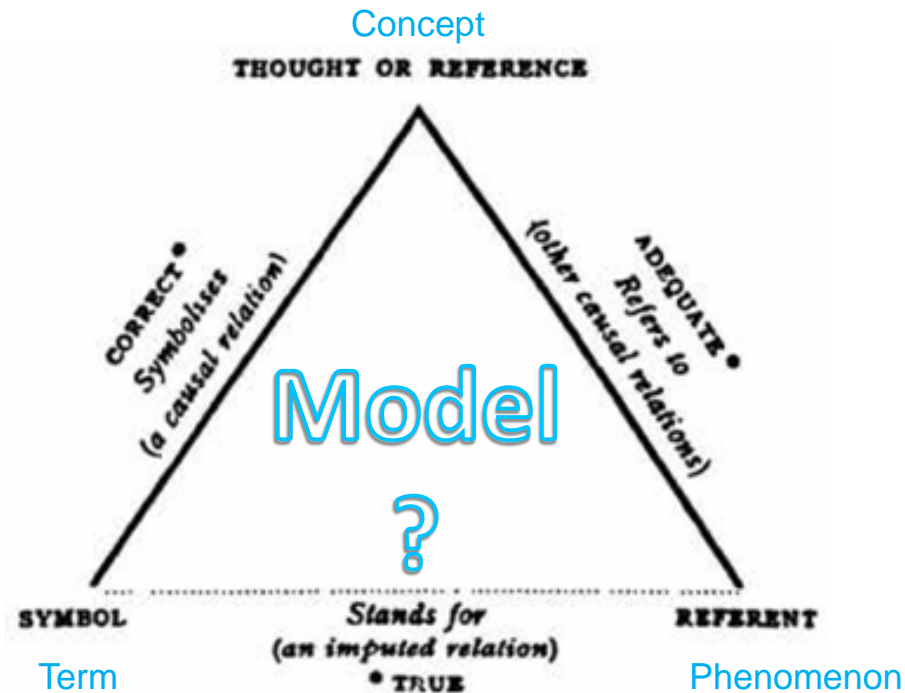 Concept
THOUGHT OR REFERENCE
CORRECT*
Symbolises
(a causal relation)
ADEQUATE*
Refers to
(other causal relations)
Model
?
SYMBOL
Stands for
(an imputed relation)
* TRUE
REFERENT
Term
Phenomenon